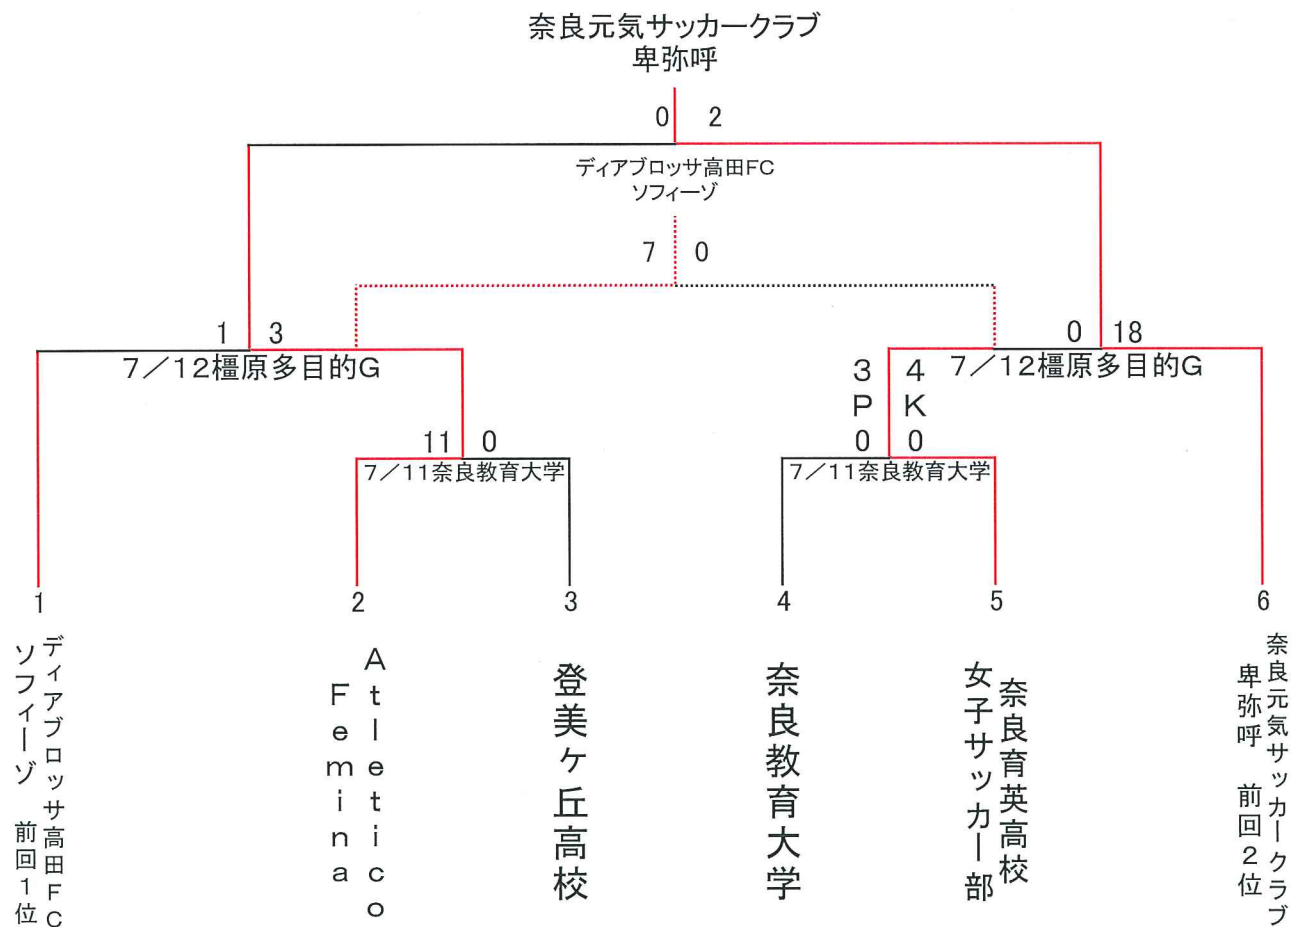 奈良元気サッカークラブ
卑弥呼
0 2
ディアブロッサ高田FC
ソフィーゾ
7 0
1 3
7/12橿原多目的G
0 18
7/12橿原多目的G
3 4
P K
0 0
11 0
7/11奈良教育大学
7/11奈良教育大学
1
2
3
4
5
6
ディアブロッサ高田FC
ソフィーゾ 前回1位
Atletico
Femina
登美ヶ丘高校
奈良教育大学
奈良育英高校
女子サッカー部
奈良元気サッカークラブ
卑弥呼 前回2位